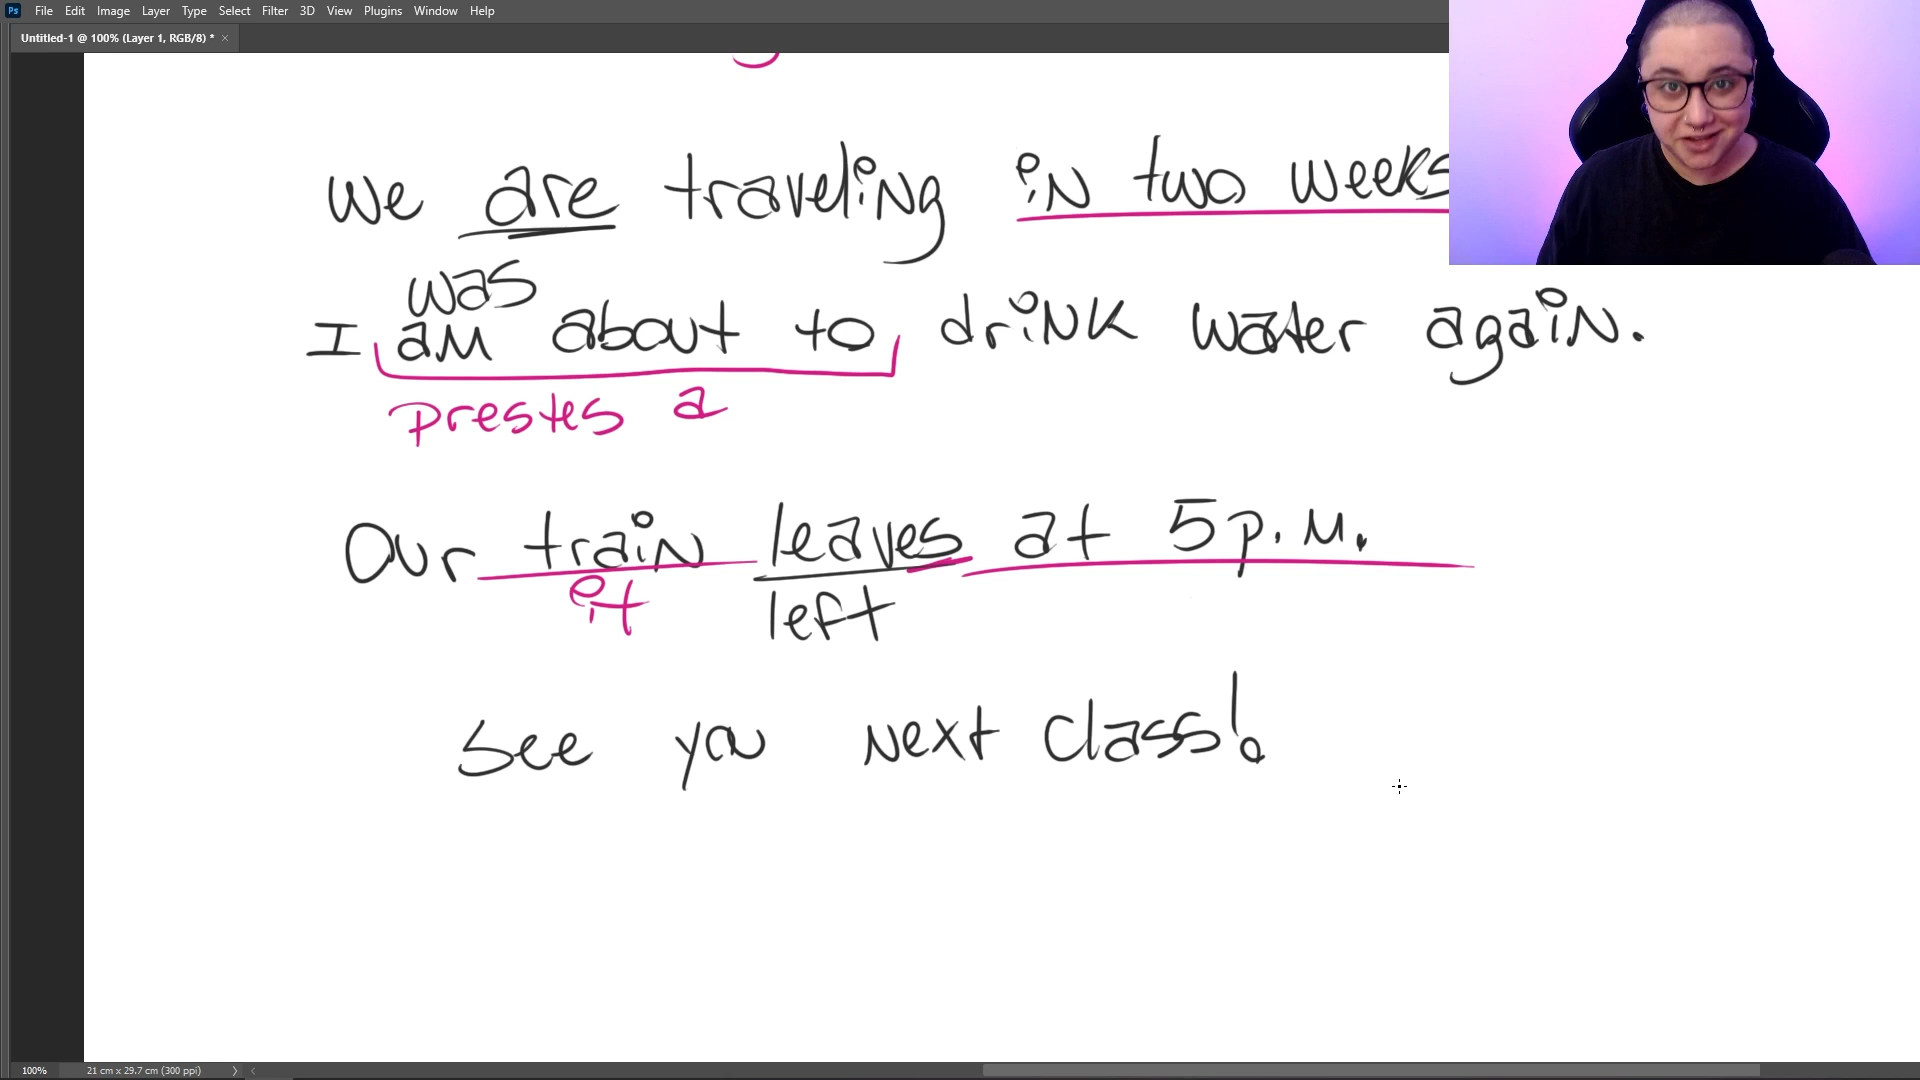 Ps File Edit Image Layer Type Select Filter 3D View Plugins Window Help
Untitled-1 @ 100% (Layer 1, RGB/8) * ×
we are traveling in two weeks
was
I am about to drink water again.
prestes a
Our train leaves at 5 p.m.
it
left
See you next class!
100% 21 cm x 29.7 cm (300 ppi)